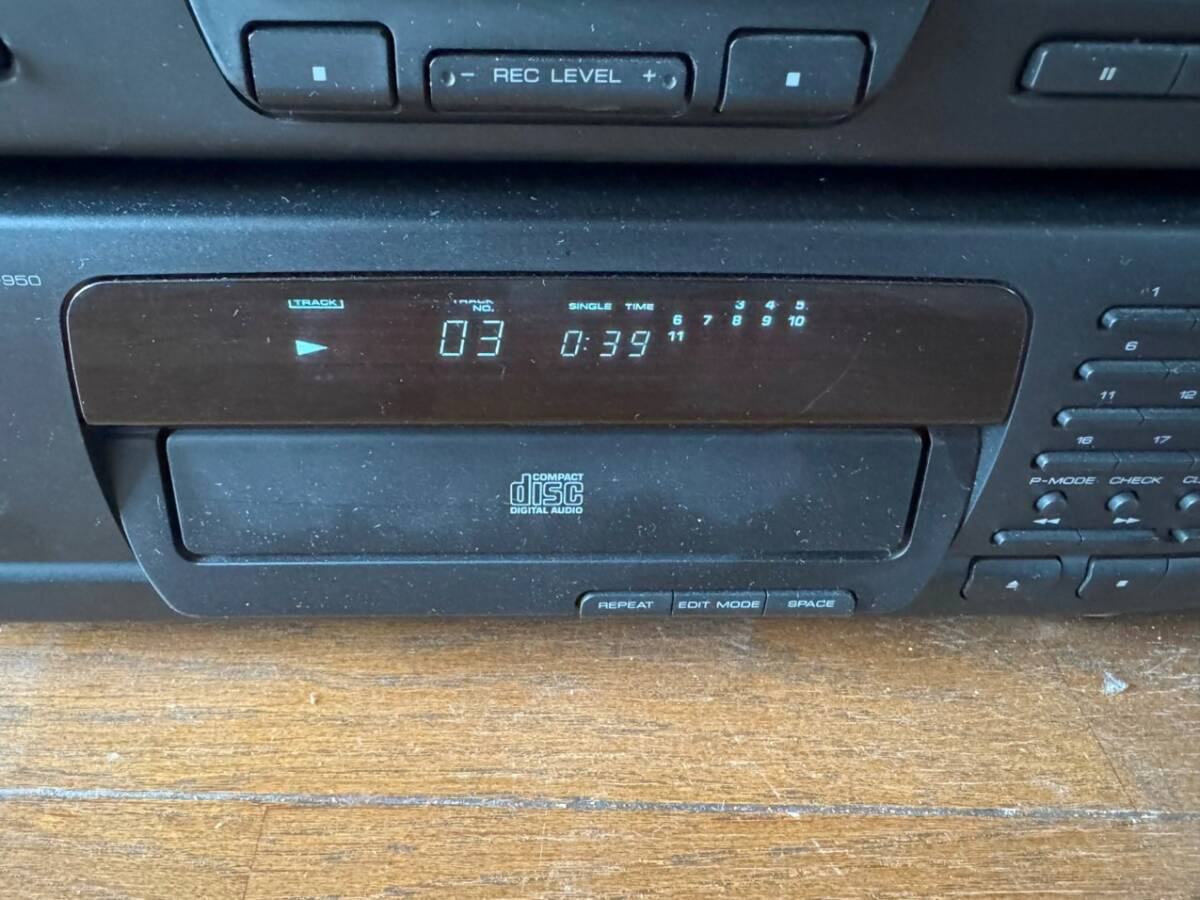 - REC LEVEL +
-950
TRACK
TRACK NO.
SINGLE TIME
3 4 5
03 0:39
6 7 8 9 10
11
COMPACT
disc
DIGITAL AUDIO
REPEAT EDIT MODE SPACE
1
6
11 12
16 17
P-MODE CHECK